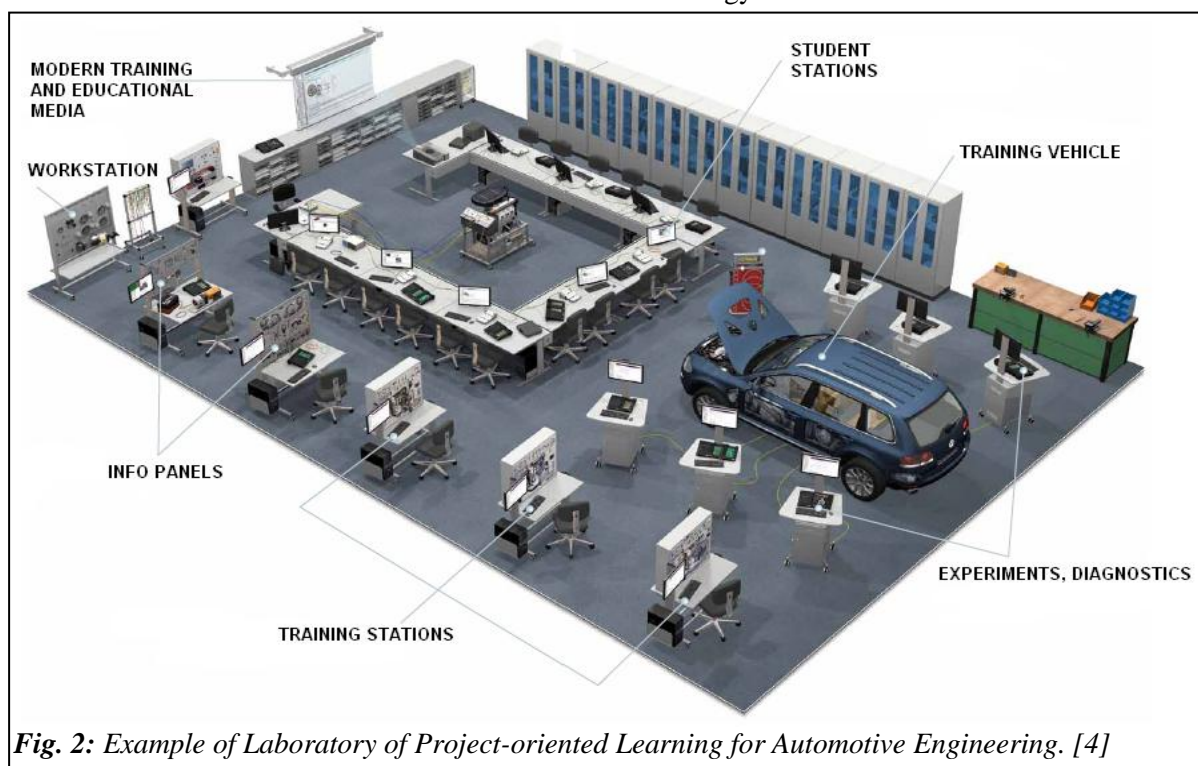 MODERN TRAINING
AND EDUCATIONAL
MEDIA
STUDENT
STATIONS
TRAINING VEHICLE
WORKSTATION
INFO PANELS
EXPERIMENTS, DIAGNOSTICS
TRAINING STATIONS
Fig. 2: Example of Laboratory of Project-oriented Learning for Automotive Engineering. [4]